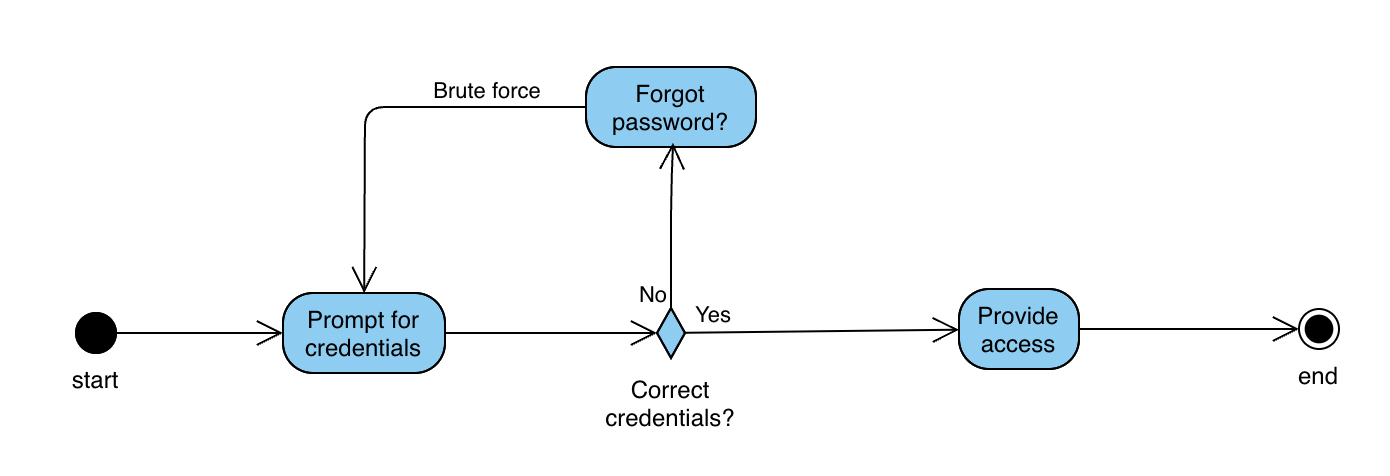 Brute force
Forgot
password?
No
Yes
Prompt for
credentials
Provide
access
start
end
Correct
credentials?